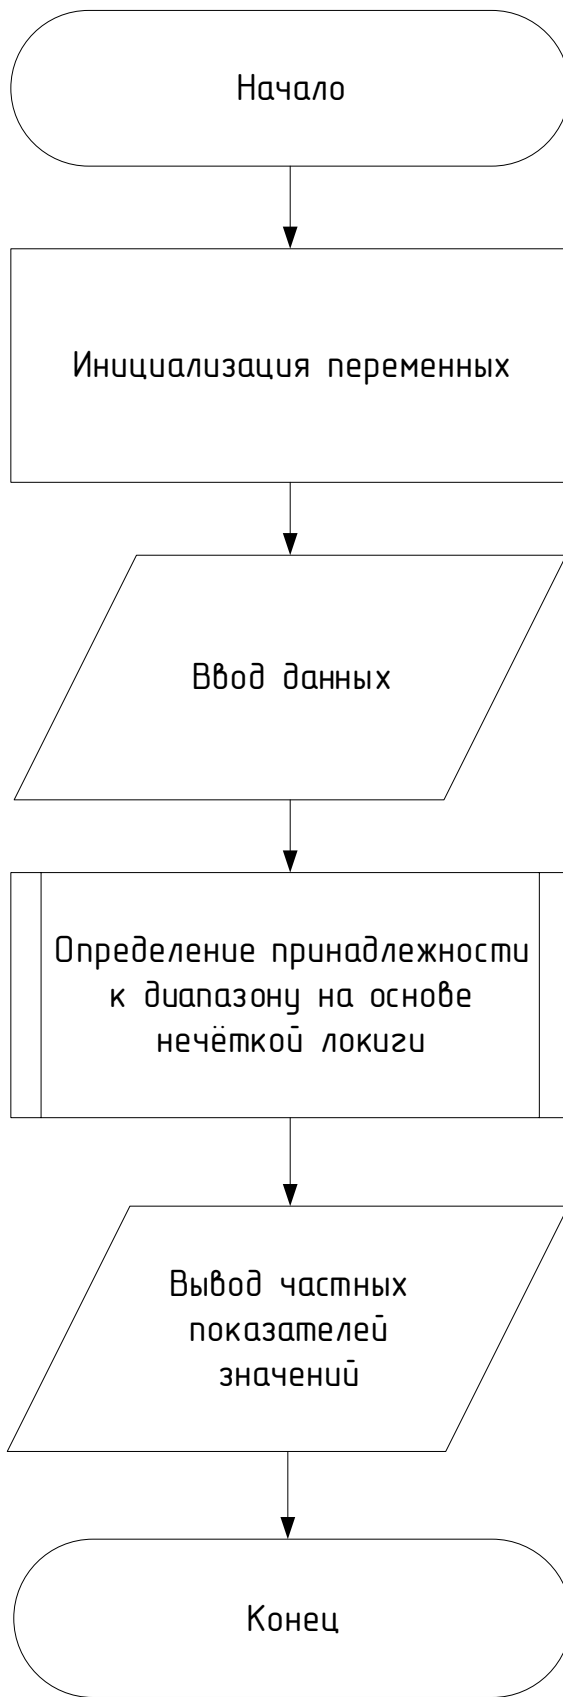 Начало
Инициализация переменных
Ввод данных
Определение принадлежности
к диапазону на основе
нечёткой локиги
Вывод частных
показателей
значений
Конец